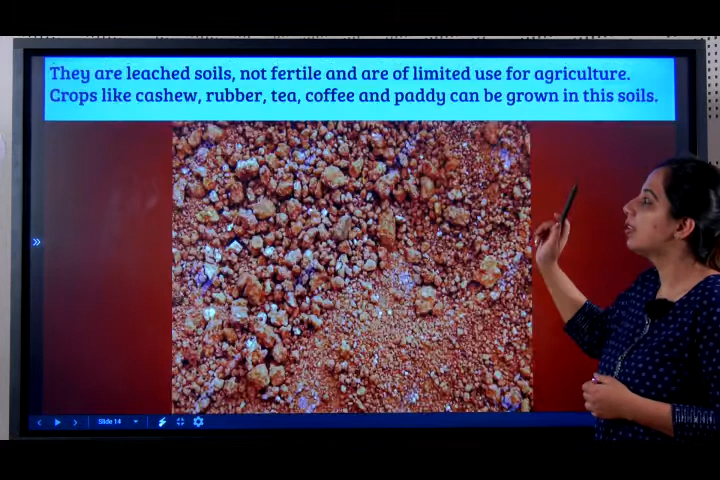 They are leached soils, not fertile and are of limited use for agriculture.
Crops like cashew, rubber, tea, coffee and paddy can be grown in this soils.
Slide 14